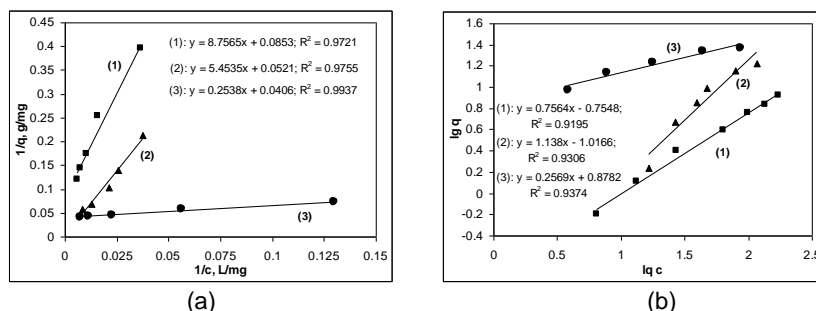 0.45
0.4
0.35
0.3
0.25
0.2
0.15
0.1
0.05
0
1/q, g/mg
(1): y = 8.7565x + 0.0853; R² = 0.9721
(2): y = 5.4535x + 0.0521; R² = 0.9755
(3): y = 0.2538x + 0.0406; R² = 0.9937
(1)
(2)
(3)
0 0.025 0.05 0.075 0.1 0.125 0.15
1/c, L/mg
(a)
1.8
1.6
1.4
1.2
1
0.8
0.6
0.4
0.2
0
-0.2
-0.4
lg q
(3)
(2)
(1)
(1): y = 0.7564x - 0.7548;
R² = 0.9195
(2): y = 1.138x - 1.0166;
R² = 0.9306
(3): y = 0.2569x + 0.8782
R² = 0.9374
0 0.5 1 1.5 2 2.5
lq c
(b)